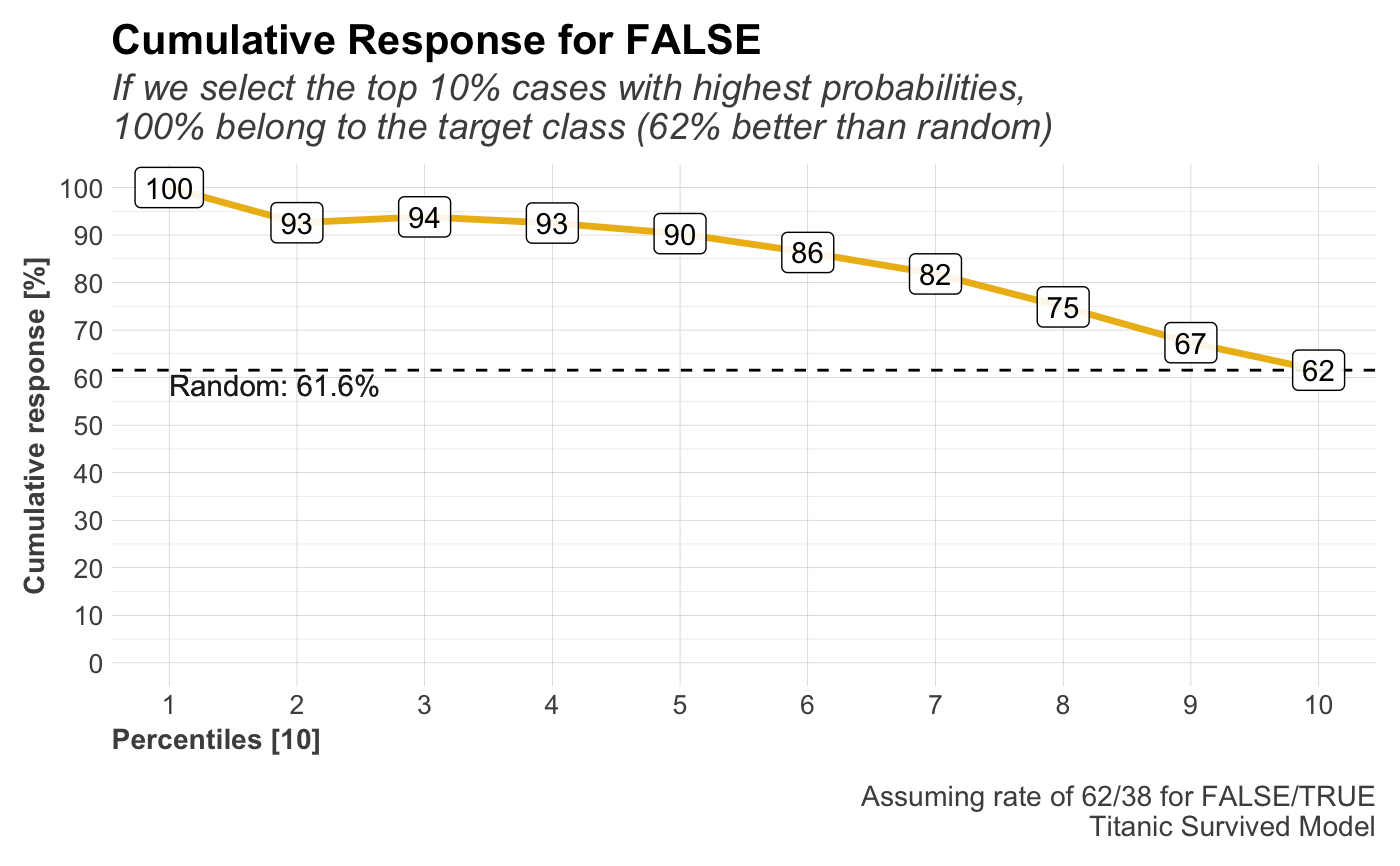 Cumulative Response for FALSE
If we select the top 10% cases with highest probabilities,
100% belong to the target class (62% better than random)
Cumulative response [%]
100
90
80
70
60
50
40
30
20
10
0
100
93
94
93
90
86
82
75
67
62
Random: 61.6%
1 2 3 4 5 6 7 8 9 10
Percentiles [10]
Assuming rate of 62/38 for FALSE/TRUE
Titanic Survived Model